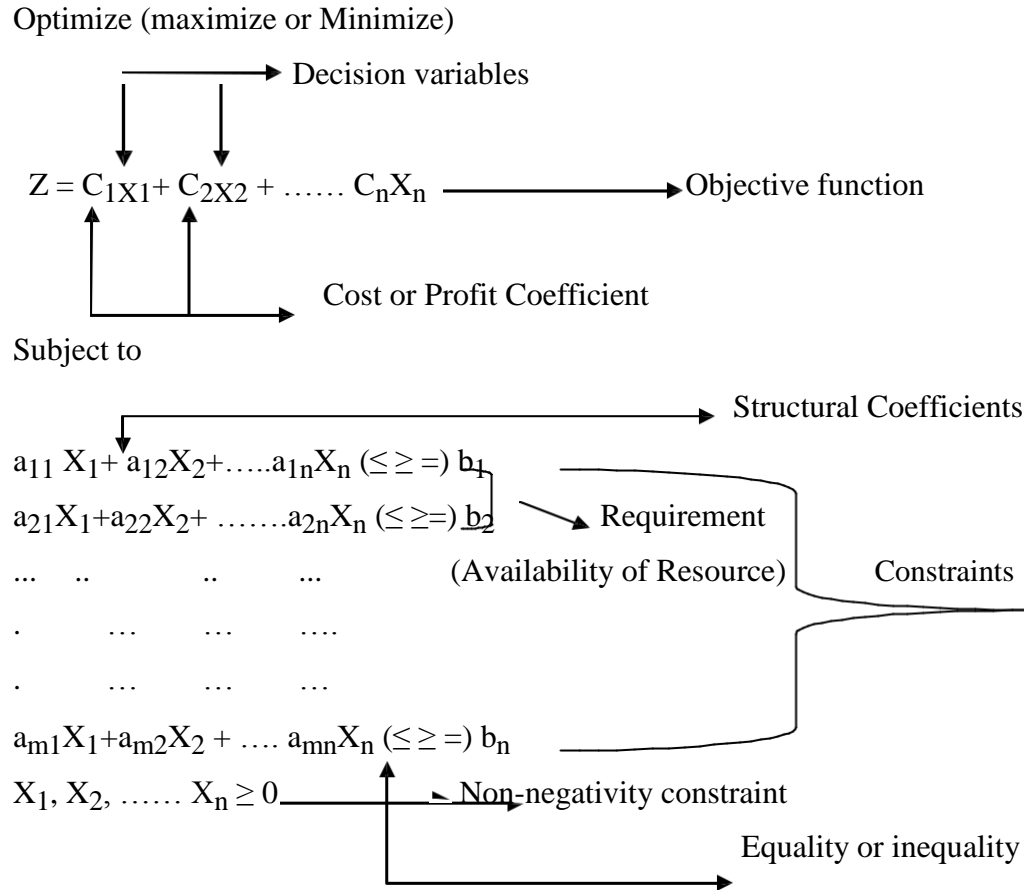 Optimize (maximize or Minimize)
Decision variables
Z = C1X1+ C2X2 + …… CnXn Objective function
Cost or Profit Coefficient
Subject to
Structural Coefficients
a11 X1+ a12X2+…..a1nXn (≤ ≥ =) b1
a21X1+a22X2+ …….a2nXn (≤ ≥=) b2 Requirement
... .. .. ... (Availability of Resource) Constraints
. … … ….
. … … …
am1X1+am2X2 + …. amnXn (≤ ≥ =) bn
X1, X2, …… Xn ≥ 0 Non-negativity constraint
Equality or inequality